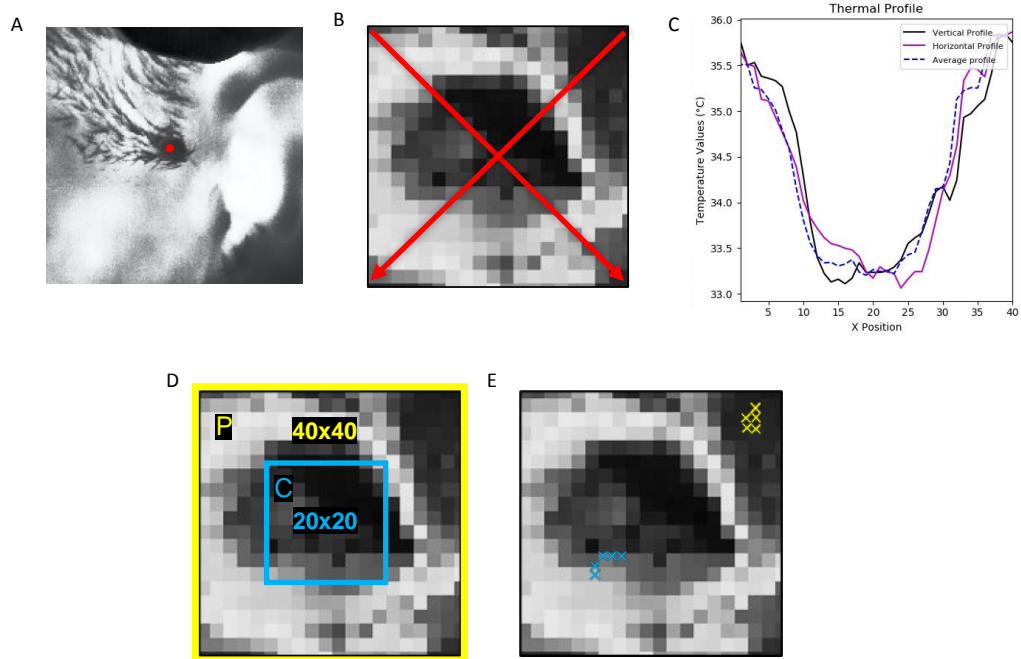 A
B
C
Thermal Profile
Vertical Profile
Horizontal Profile
Average profile
Temperature Values (°C)
36.0
35.5
35.0
34.5
34.0
33.5
33.0
5
10
15
20
25
30
35
40
X Position
D
P
40x40
C
20x20
E